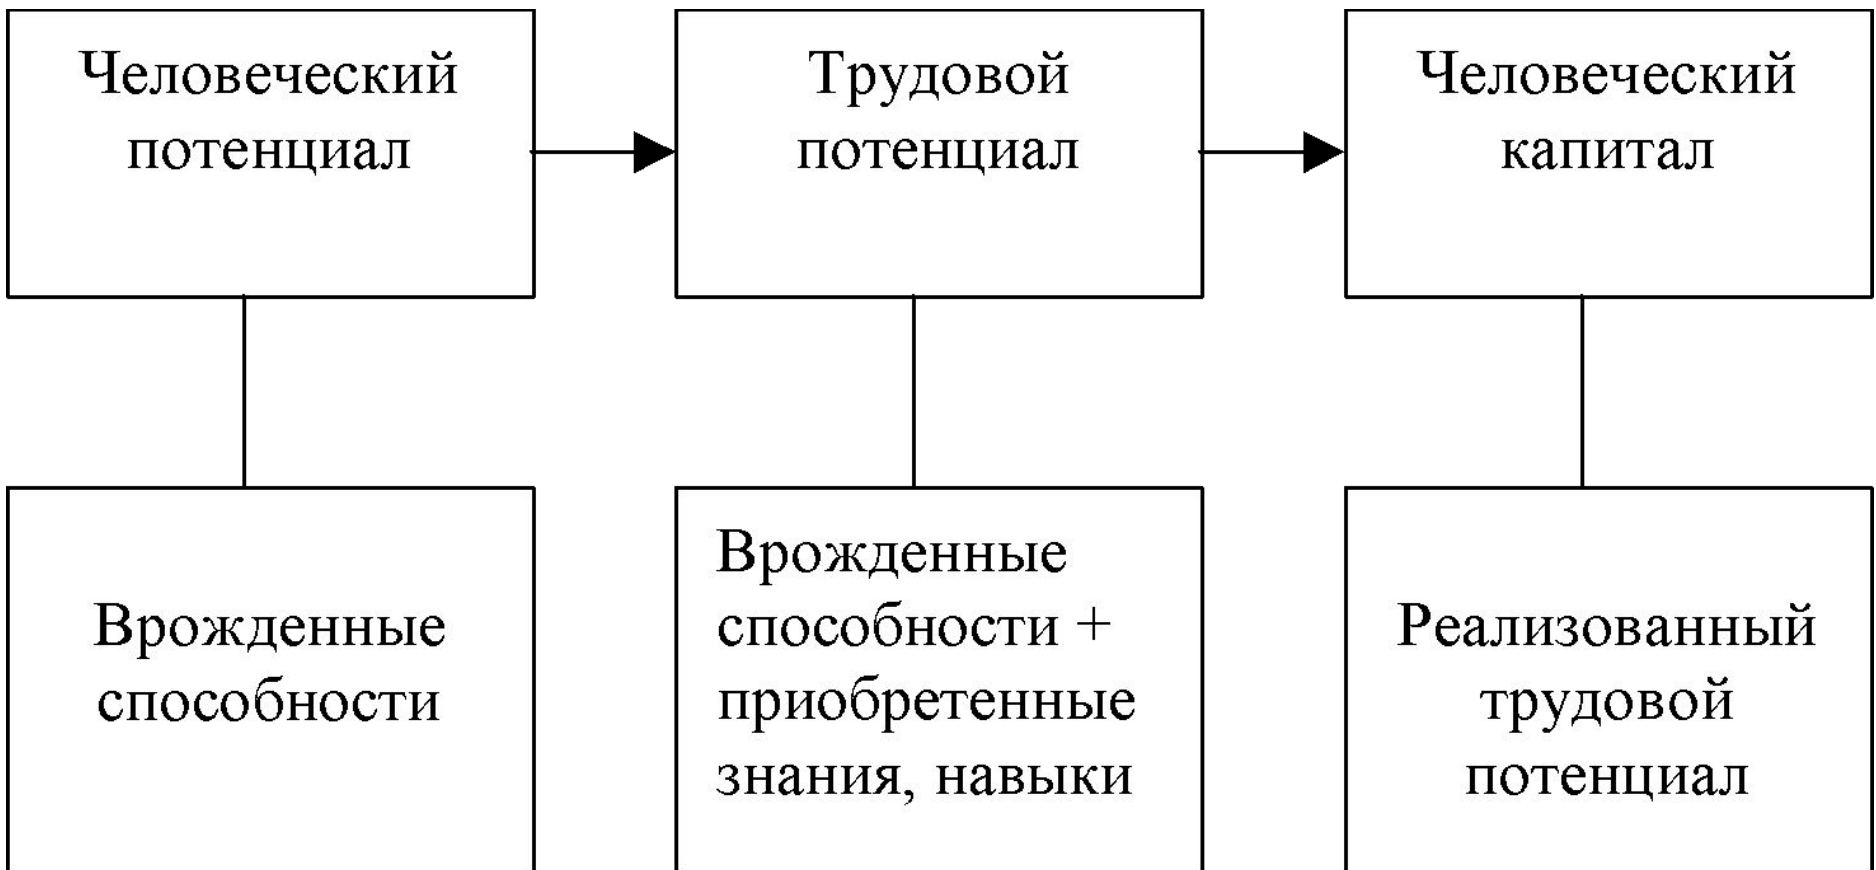 Человеческий
потенциал
Трудовой
потенциал
Человеческий
капитал
Врожденные
способности
Врожденные
способности +
приобретенные
знания, навыки
Реализованный
трудовой
потенциал